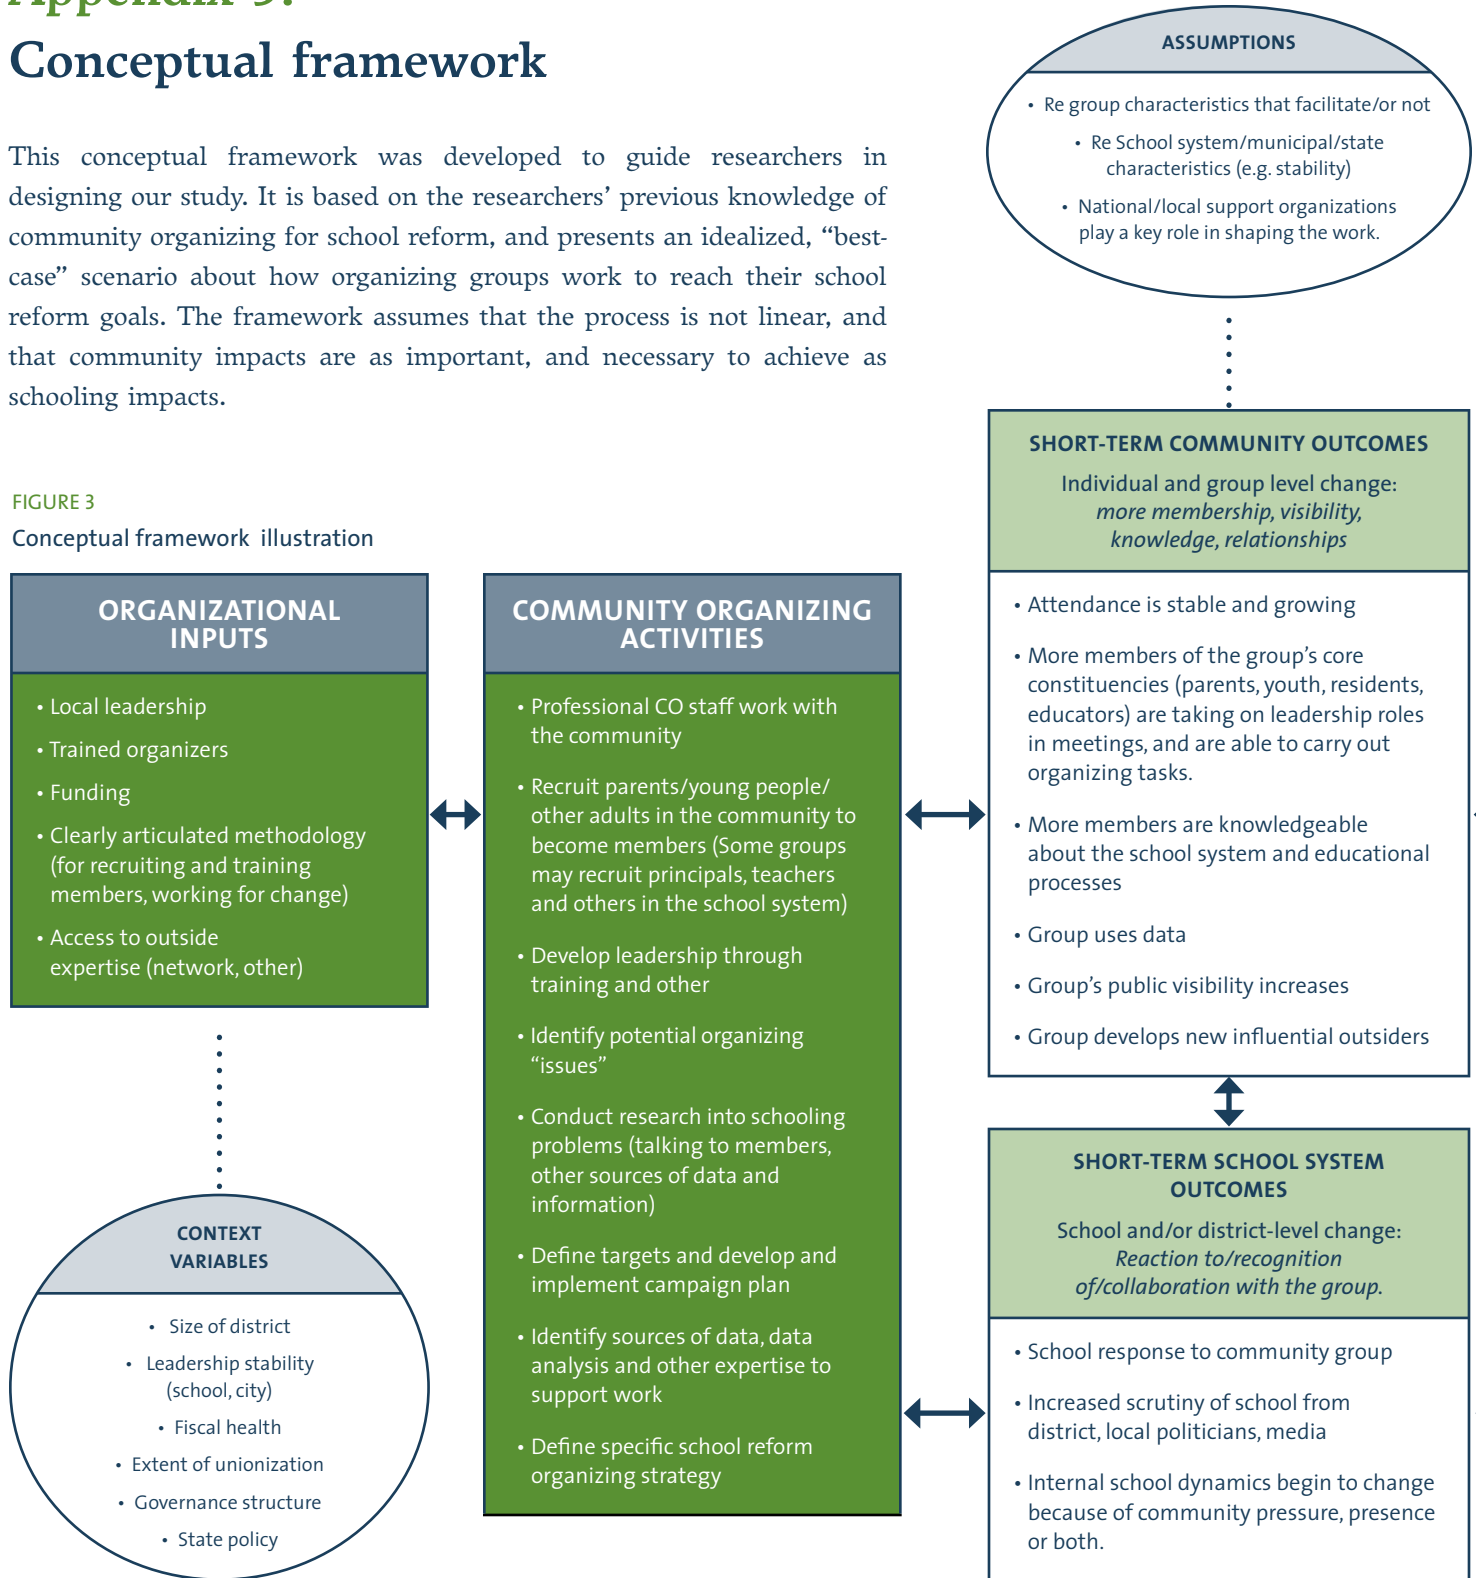 Appendix 3:
Conceptual framework
This conceptual framework was developed to guide researchers in
designing our study. It is based on the researchers’ previous knowledge of
community organizing for school reform, and presents an idealized, “best-
case” scenario about how organizing groups work to reach their school
reform goals. The framework assumes that the process is not linear, and
that community impacts are as important, and necessary to achieve as
schooling impacts.
FIGURE 3
Conceptual framework illustration
ORGANIZATIONAL
INPUTS
• Local leadership
• Trained organizers
• Funding
• Clearly articulated methodology
(for recruiting and training
members, working for change)
• Access to outside
expertise (network, other)
CONTEXT
VARIABLES
• Size of district
• Leadership stability
(school, city)
• Fiscal health
• Extent of unionization
• Governance structure
• State policy
COMMUNITY ORGANIZING
ACTIVITIES
• Professional CO staff work with
the community
• Recruit parents/young people/
other adults in the community to
become members (Some groups
may recruit principals, teachers
and others in the school system)
• Develop leadership through
training and other
• Identify potential organizing
“issues”
• Conduct research into schooling
problems (talking to members,
other sources of data and
information)
• Define targets and develop and
implement campaign plan
• Identify sources of data, data
analysis and other expertise to
support work
• Define specific school reform
organizing strategy
ASSUMPTIONS
• Re group characteristics that facilitate/or not
• Re School system/municipal/state
characteristics (e.g. stability)
• National/local support organizations
play a key role in shaping the work.
SHORT-TERM COMMUNITY OUTCOMES
Individual and group level change:
more membership, visibility,
knowledge, relationships
• Attendance is stable and growing
• More members of the group’s core
constituencies (parents, youth, residents,
educators) are taking on leadership roles
in meetings, and are able to carry out
organizing tasks.
• More members are knowledgeable
about the school system and educational
processes
• Group uses data
• Group’s public visibility increases
• Group develops new influential outsiders
SHORT-TERM SCHOOL SYSTEM
OUTCOMES
School and/or district-level change:
Reaction to/recognition
of/collaboration with the group.
• School response to community group
• Increased scrutiny of school from
district, local politicians, media
• Internal school dynamics begin to change
because of community pressure, presence
or both.